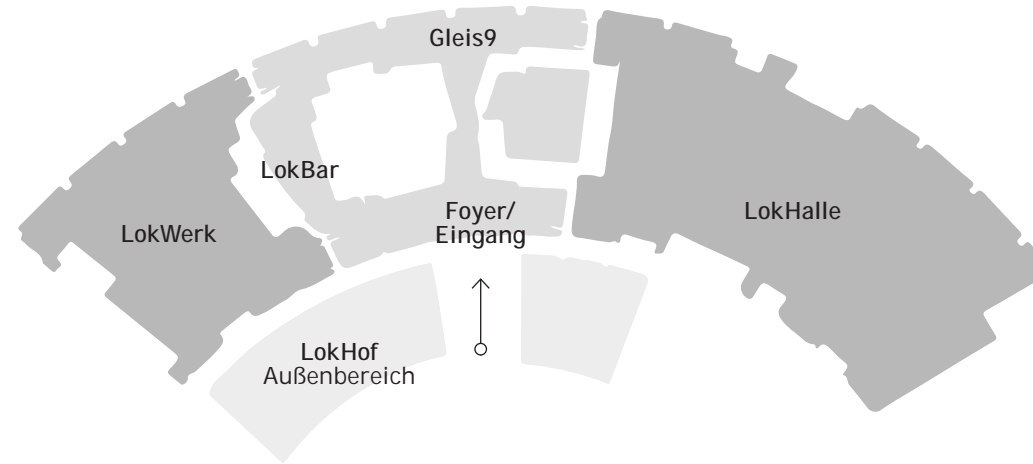 Gleis9
LokBar
LokWerk
Foyer/
Eingang
LokHalle
LokHof
Außenbereich